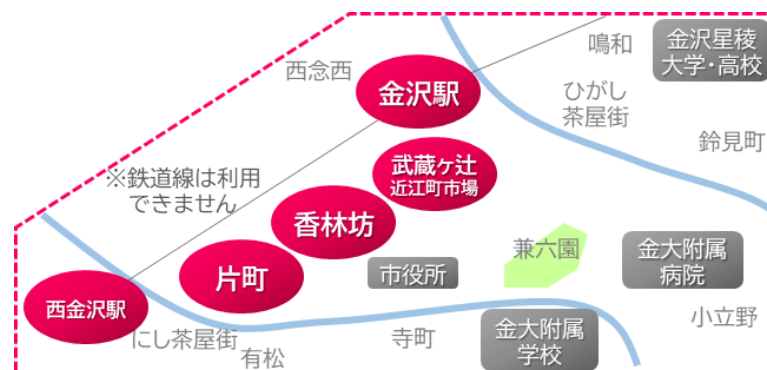 鳴和
金沢星稜
大学・高校
西念西
金沢駅
ひがし
茶屋街
鈴見町
武蔵ヶ辻
近江町市場
※鉄道線は利用
できません
香林坊
兼六園
金大附属
病院
片町
市役所
西金沢駅
小立野
にし茶屋街
寺町
金大附属
学校
有松